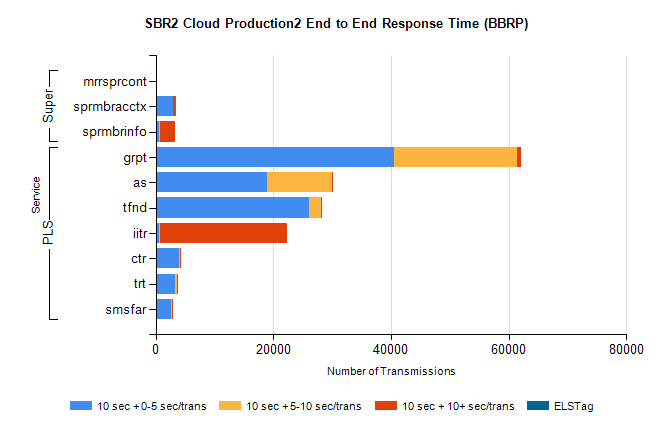 SBR2 Cloud Production2 End to End Response Time (BBRP)
Super
mrrsprcont
sprmbracctx
sprmbrinfo
Service
PLS
grpt
as
tfnd
iitr
ctr
trt
smsfar
0 20000 40000 60000 80000
Number of Transmissions
10 sec +0-5 sec/trans 10 sec +5-10 sec/trans 10 sec + 10+ sec/trans ELSTag